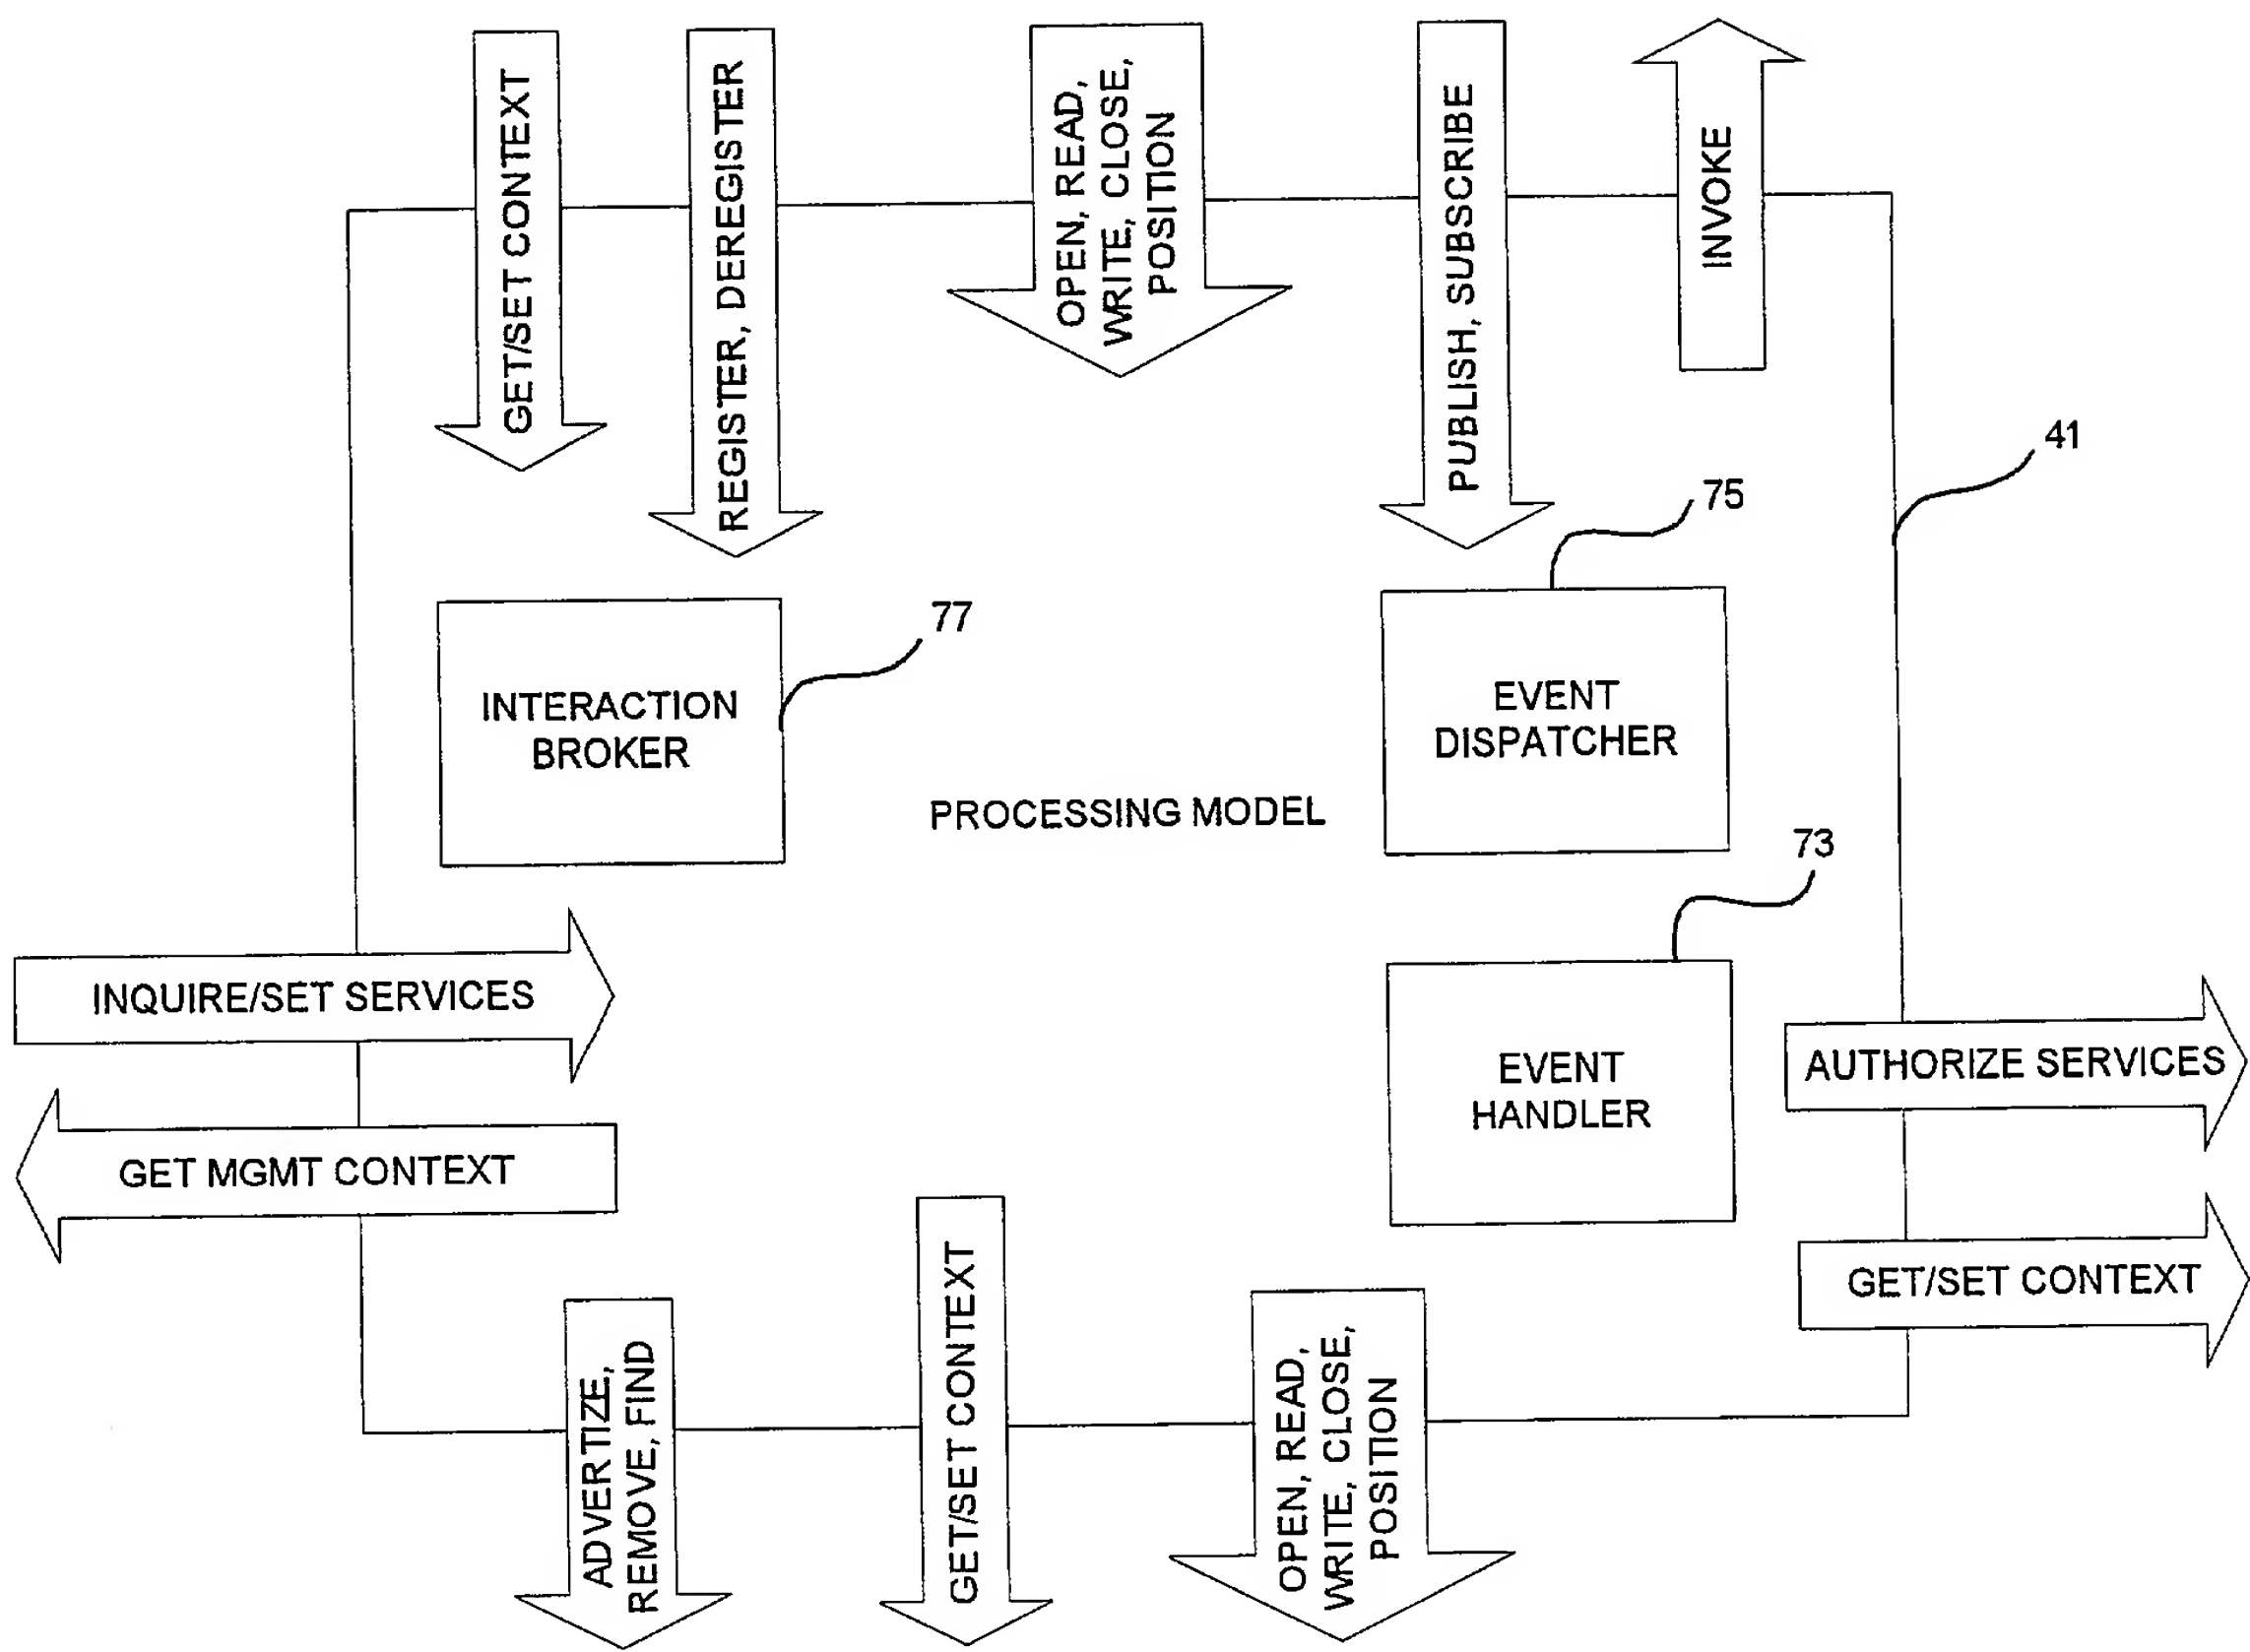 GET/SET CONTEXT
REGISTER, DEREGISTER
OPEN, READ,
WRITE, CLOSE,
POSITION
PUBLISH, SUBSCRIBE
INVOKE
41
75
77
INTERACTION
BROKER
EVENT
DISPATCHER
PROCESSING MODEL
73
INQUIRE/SET SERVICES
EVENT
HANDLER
AUTHORIZE SERVICES
GET MGMT CONTEXT
GET/SET CONTEXT
ADVERTIZE,
REMOVE, FIND
GET/SET CONTEXT
OPEN, READ,
WRITE, CLOSE,
POSITION